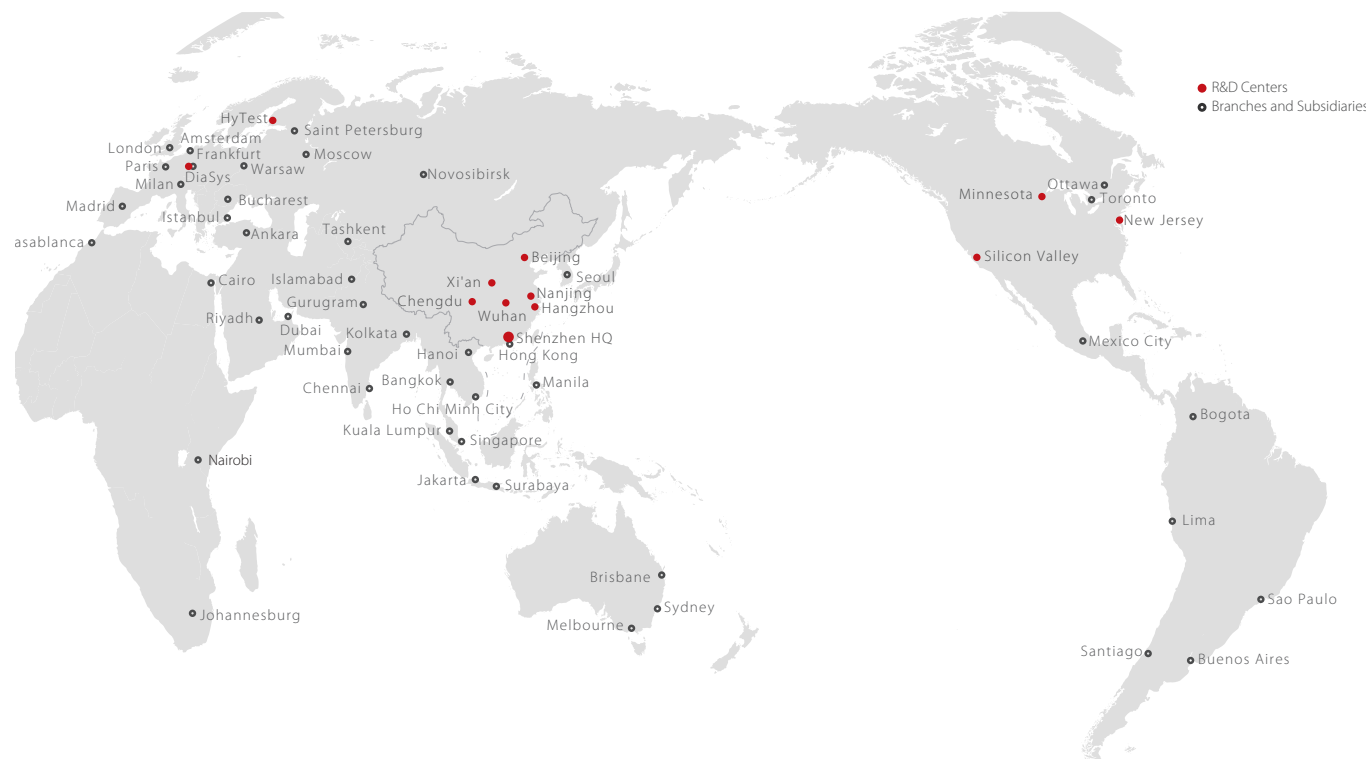 R&D Centers
Branches and Subsidiaries
HyTest
Saint Petersburg
Amsterdam
London
Frankfurt
Moscow
Paris
Warsaw
DiaSys
Milan
Novosibirsk
Madrid
Bucharest
Istanbul
Ankara
asablanca
Tashkent
Cairo
Islamabad
Gurugram
Riyadh
Dubai
Kolkata
Mumbai
Chennai
Beijing
Xi'an
Seoul
Nanjing
Chengdu
Hangzhou
Wuhan
Shenzhen HQ
Hong Kong
Hanoi
Bangkok
Manila
Ho Chi Minh City
Kuala Lumpur
Singapore
Jakarta
Surabaya
Nairobi
Johannesburg
Brisbane
Sydney
Melbourne
Ottawa
Minnesota
Toronto
New Jersey
Silicon Valley
Mexico City
Bogota
Lima
Sao Paulo
Santiago
Buenos Aires